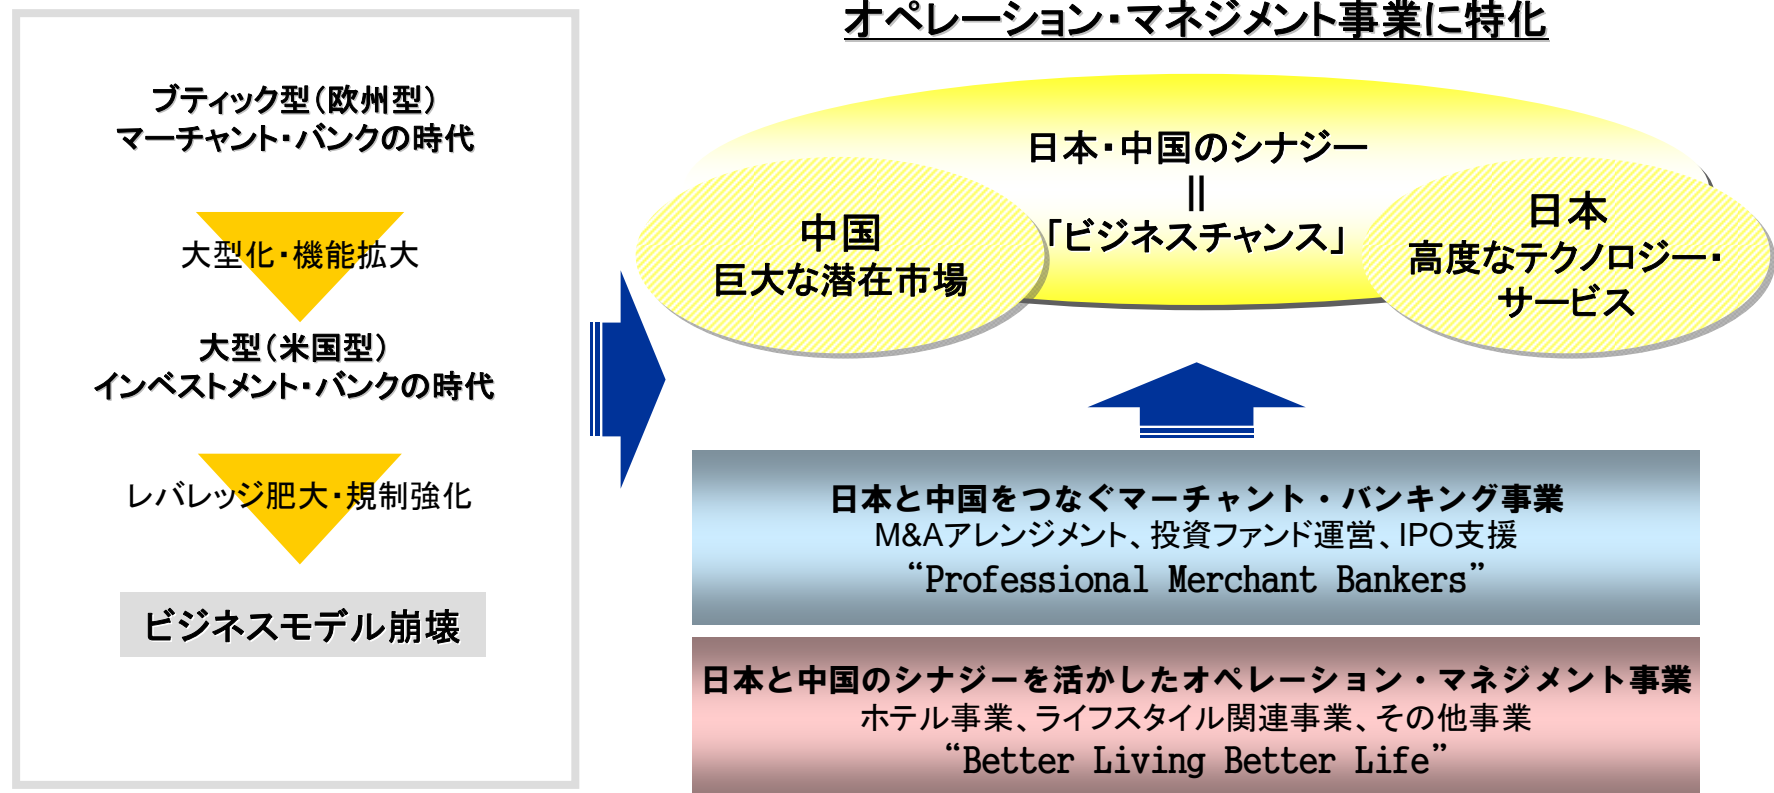 オペレーション・マネジメント事業に特化
ブティック型（欧州型）
マーチャント・バンクの時代
大型化・機能拡大
大型（米国型）
インベストメント・バンクの時代
レバレッジ肥大・規制強化
ビジネスモデル崩壊
日本・中国のシナジー
||
「ビジネスチャンス」
中国
巨大な潜在市場
日本
高度なテクノロジー・
サービス
日本と中国をつなぐマーチャント・バンキング事業
M&Aアレンジメント、投資ファンド運営、IPO支援
“Professional Merchant Bankers”
日本と中国のシナジーを活かしたオペレーション・マネジメント事業
ホテル事業、ライフスタイル関連事業、その他事業
“Better Living Better Life”